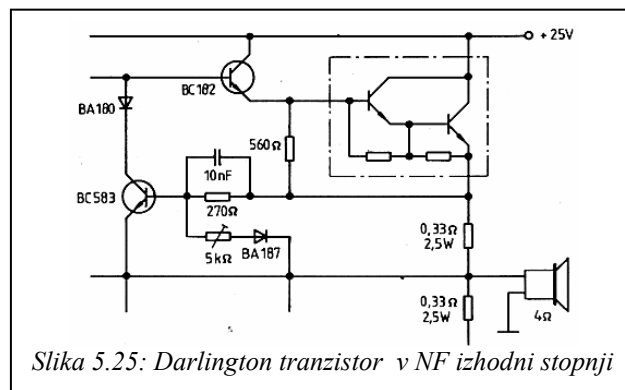 + 25V
BC182
BA180
560Ω
10nF
BC583
270Ω
0,33Ω
2,5W
5kΩ
BA187
0,33Ω
2,5W
4Ω
Slika 5.25: Darlington tranzistor v NF izhodni stopnji